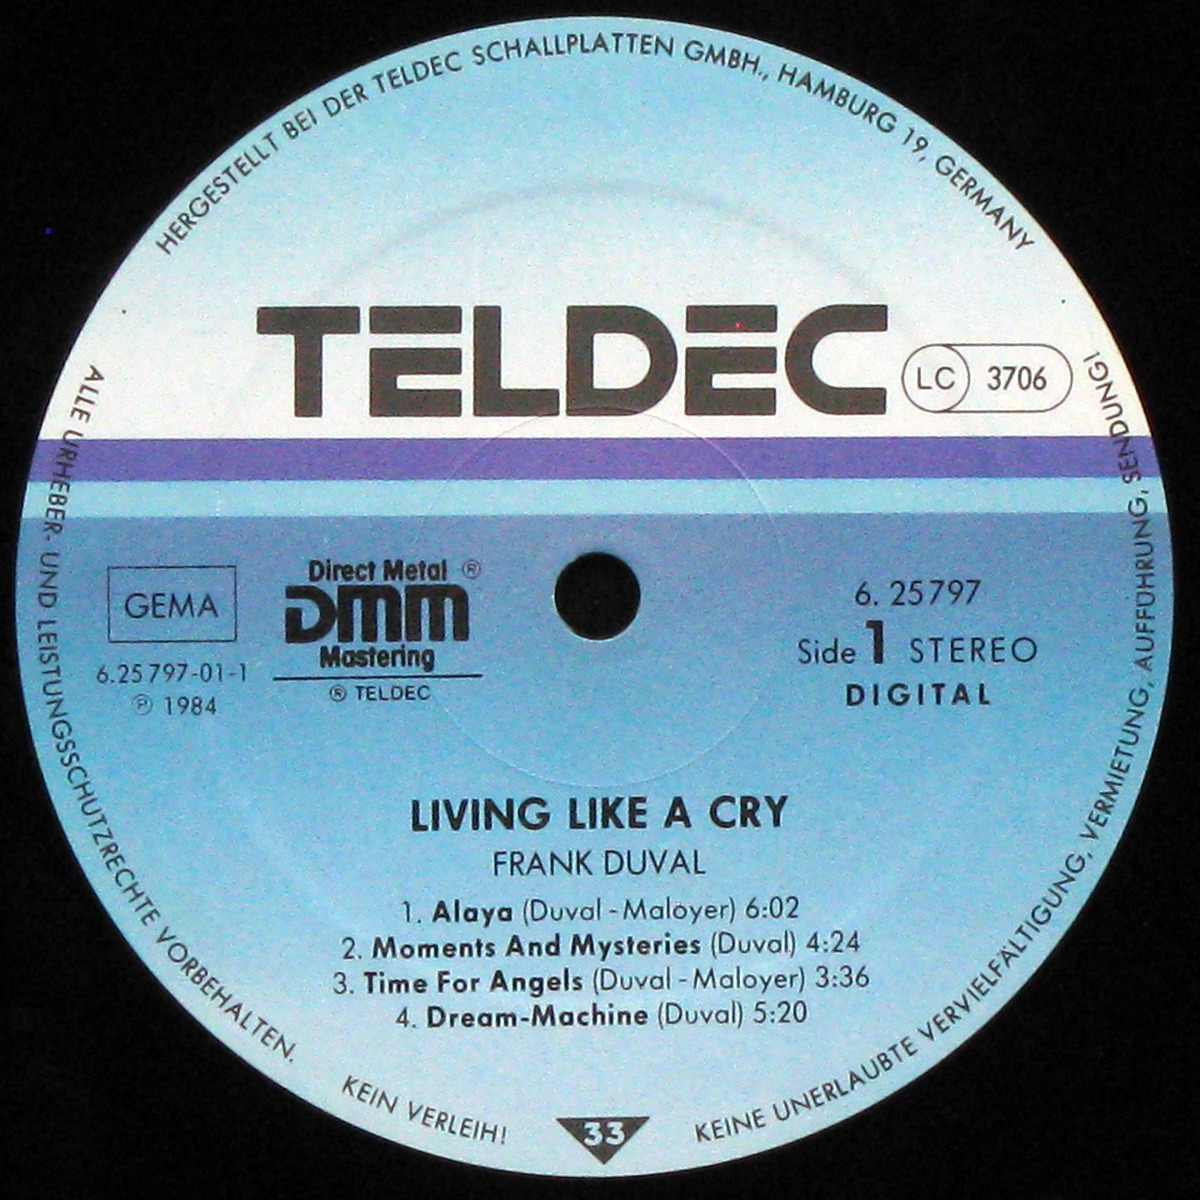 HERGESTELLT BEI DER TELDEC SCHALLPLATTEN GMBH., HAMBURG 19, GERMANY
TELDEC
LC 3706
GEMA
6.25797-01-1
℗ 1984
Direct Metal ®
DMM
Mastering
® TELDEC
6. 25797
Side 1 STEREO
DIGITAL
LIVING LIKE A CRY
FRANK DUVAL
1. Alaya (Duval - Maloyer) 6:02
2. Moments And Mysteries (Duval) 4:24
3. Time For Angels (Duval - Maloyer) 3:36
4. Dream-Machine (Duval) 5:20
ALLE URHEBER- UND LEISTUNGSSCHUTZRECHTE VORBEHALTEN.
KEIN VERLEIH!
33
KEINE UNERLAUBTE VERVIELFÄLTIGUNG, VERMIETUNG, AUFFÜHRUNG, SENDUNG!